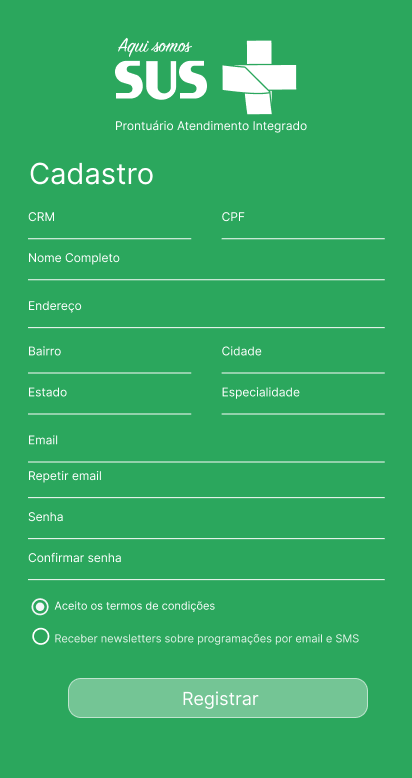 Aqui somos
SUS
Prontuário Atendimento Integrado
Cadastro
CRM CPF
Nome Completo
Endereço
Bairro Cidade
Estado Especialidade
Email
Repetir email
Senha
Confirmar senha
Aceito os termos de condições
Receber newsletters sobre programações por email e SMS
Registrar